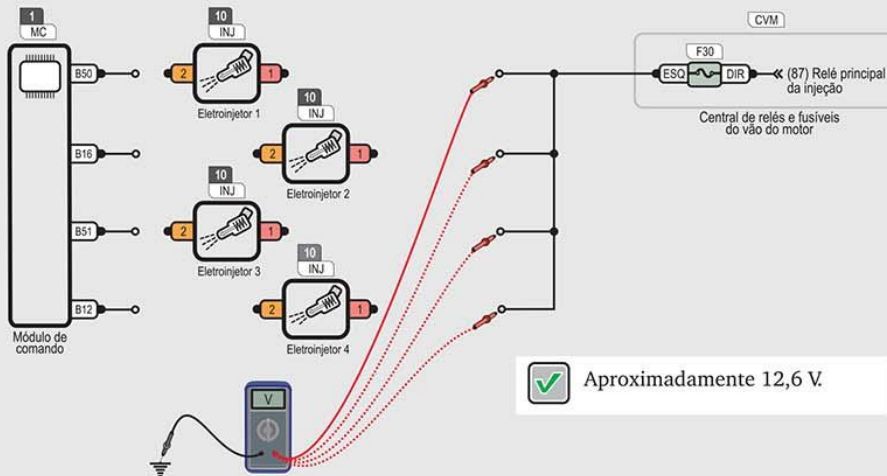 1
MC
B50
B16
B51
B12
Módulo de
comando
10
INJ
2
1
Eletroinjetor 1
10
INJ
2
1
Eletroinjetor 2
10
INJ
2
1
Eletroinjetor 3
10
INJ
2
1
Eletroinjetor 4
CVM
F30
ESQ
DIR
(87) Relé principal
da injeção
Central de relés e fusíveis
do vão do motor
V
Aproximadamente 12,6 V.